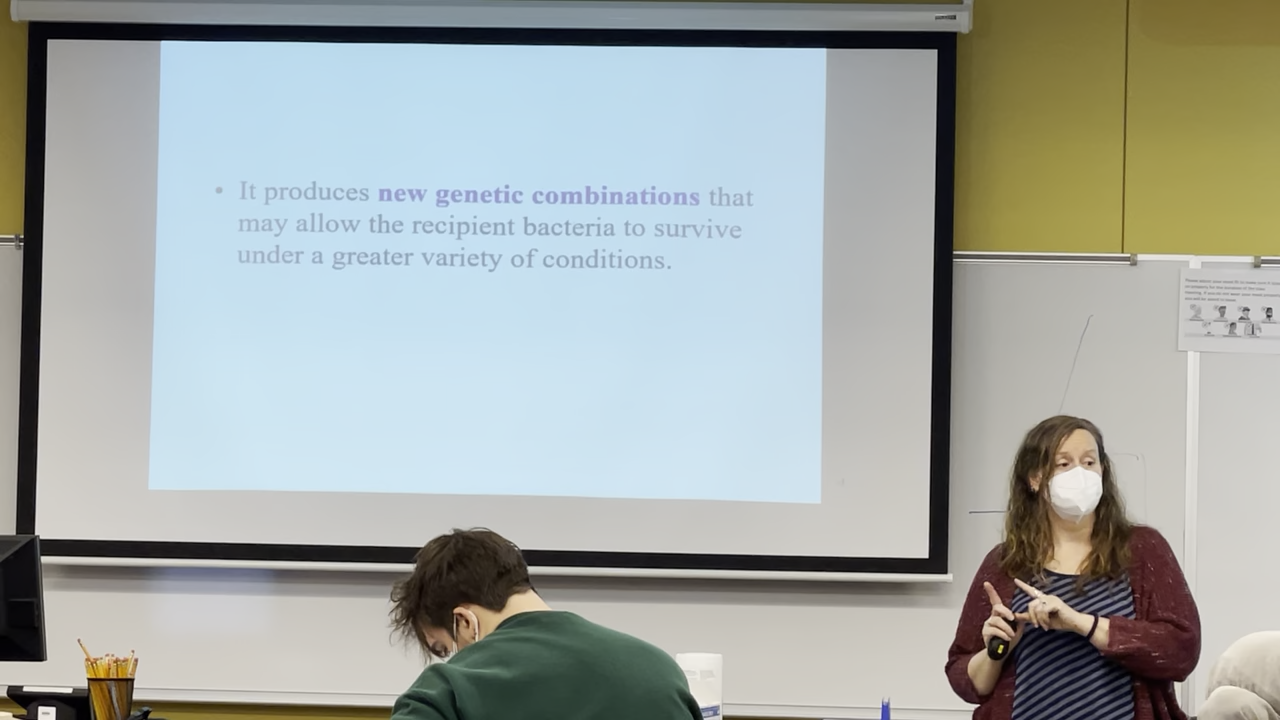 • It produces new genetic combinations that
may allow the recipient bacteria to survive
under a greater variety of conditions.